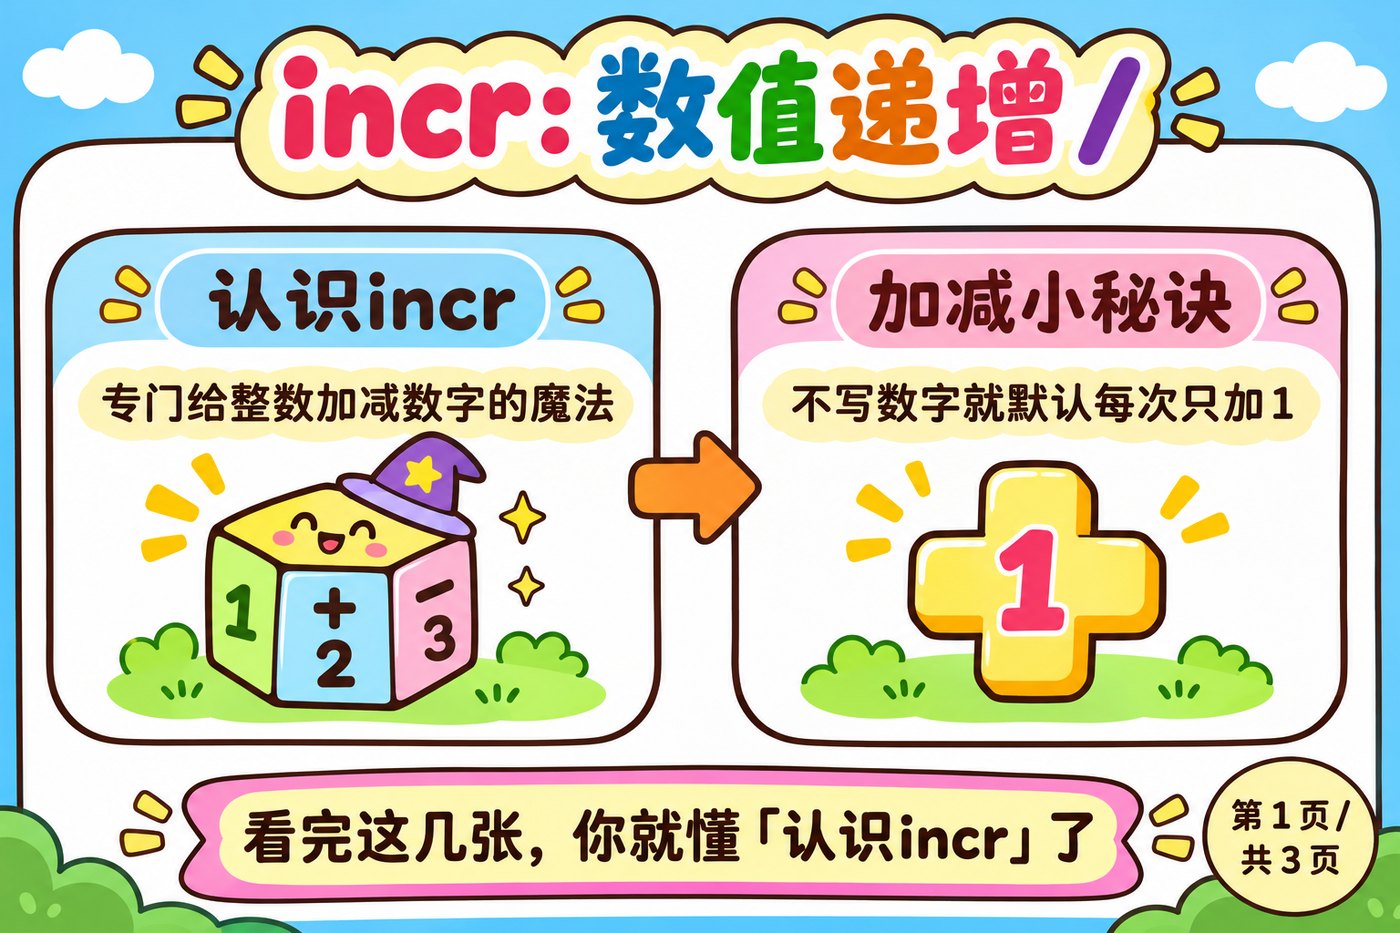 incr:数值递增/
认识incr
专门给整数加减数字的魔法
1
+
2
-
3
加减小秘诀
不写数字就默认每次只加1
1
看完这几张，你就懂「认识incr」了
第1页/
共3页